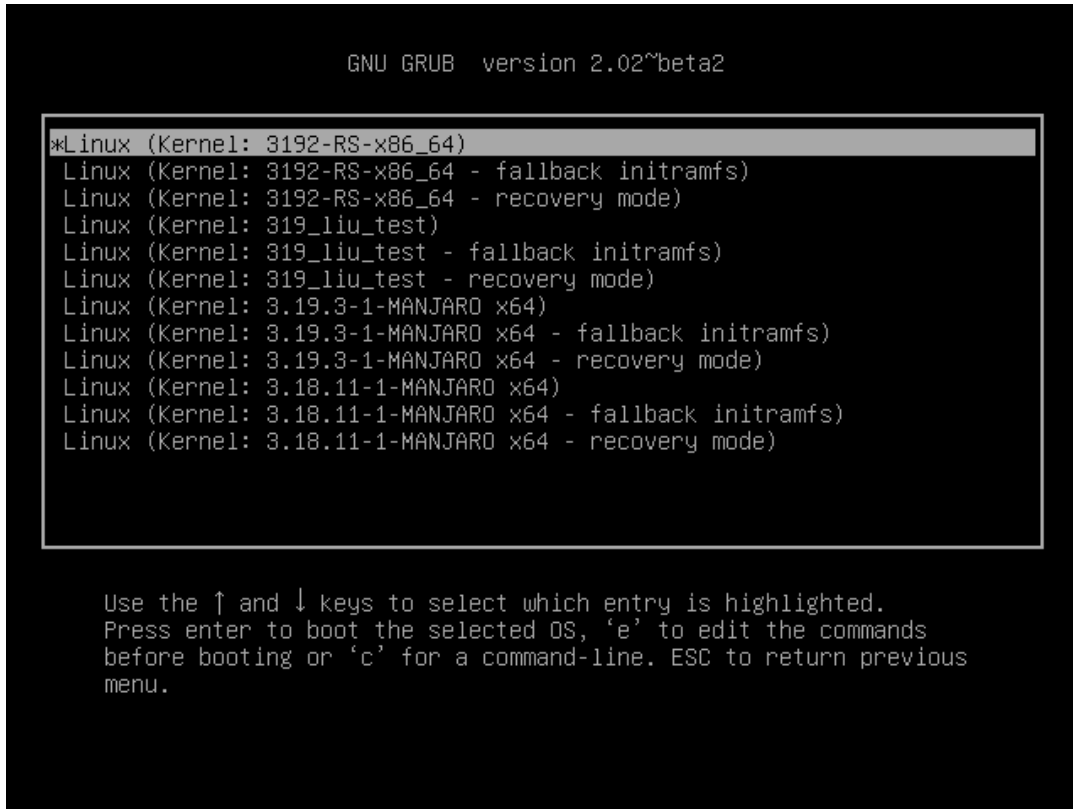 GNU GRUB  version 2.02~beta2
*Linux (Kernel: 3192-RS-x86_64)
Linux (Kernel: 3192-RS-x86_64 - fallback initramfs)
Linux (Kernel: 3192-RS-x86_64 - recovery mode)
Linux (Kernel: 319_liu_test)
Linux (Kernel: 319_liu_test - fallback initramfs)
Linux (Kernel: 319_liu_test - recovery mode)
Linux (Kernel: 3.19.3-1-MANJARO x64)
Linux (Kernel: 3.19.3-1-MANJARO x64 - fallback initramfs)
Linux (Kernel: 3.19.3-1-MANJARO x64 - recovery mode)
Linux (Kernel: 3.18.11-1-MANJARO x64)
Linux (Kernel: 3.18.11-1-MANJARO x64 - fallback initramfs)
Linux (Kernel: 3.18.11-1-MANJARO x64 - recovery mode)
Use the ↑ and ↓ keys to select which entry is highlighted.
Press enter to boot the selected OS, ‘e’ to edit the commands
before booting or ‘c’ for a command-line. ESC to return previous
menu.